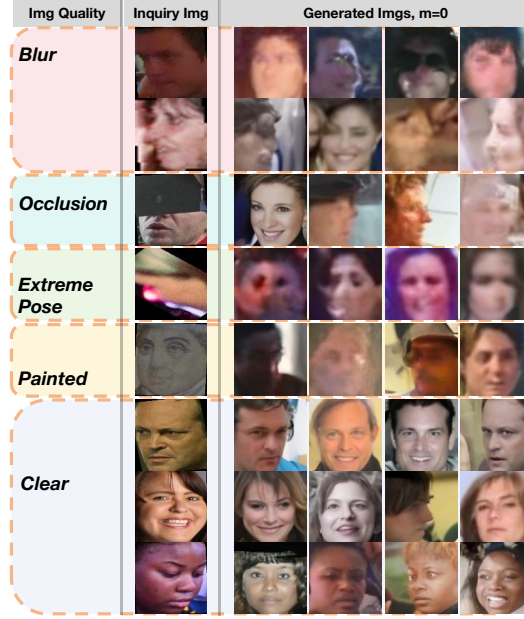 Img Quality
Inquiry Img
Generated Imgs, m=0
Blur
Occlusion
Extreme
Pose
Painted
Clear